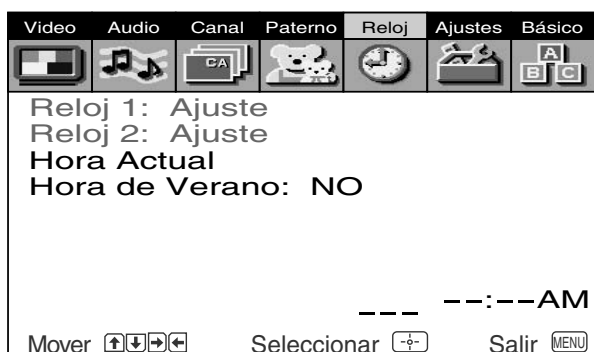 Video Audio Canal Paterno Reloj Ajustes Básico
CA A B C
Reloj 1: Ajuste
Reloj 2: Ajuste
Hora Actual
Hora de Verano: NO
___ --:--AM
Mover Seleccionar Salir MENU